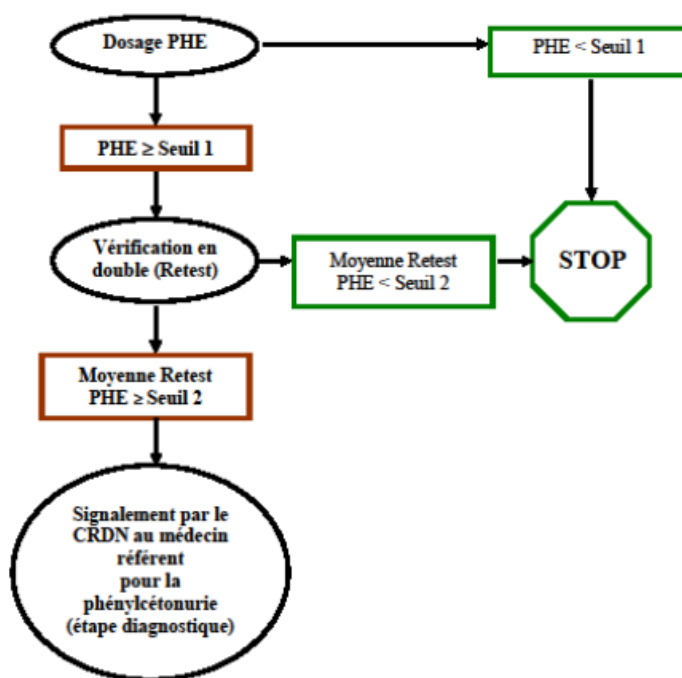 Dosage PHE
PHE < Seuil 1
PHE ≥ Seuil 1
Vérification en
double (Retest)
Moyenne Retest
PHE < Seuil 2
STOP
Moyenne Retest
PHE ≥ Seuil 2
Signalement par le
CRDN au médecin
référent
pour la
phénylcétonurie
(étape diagnostique)